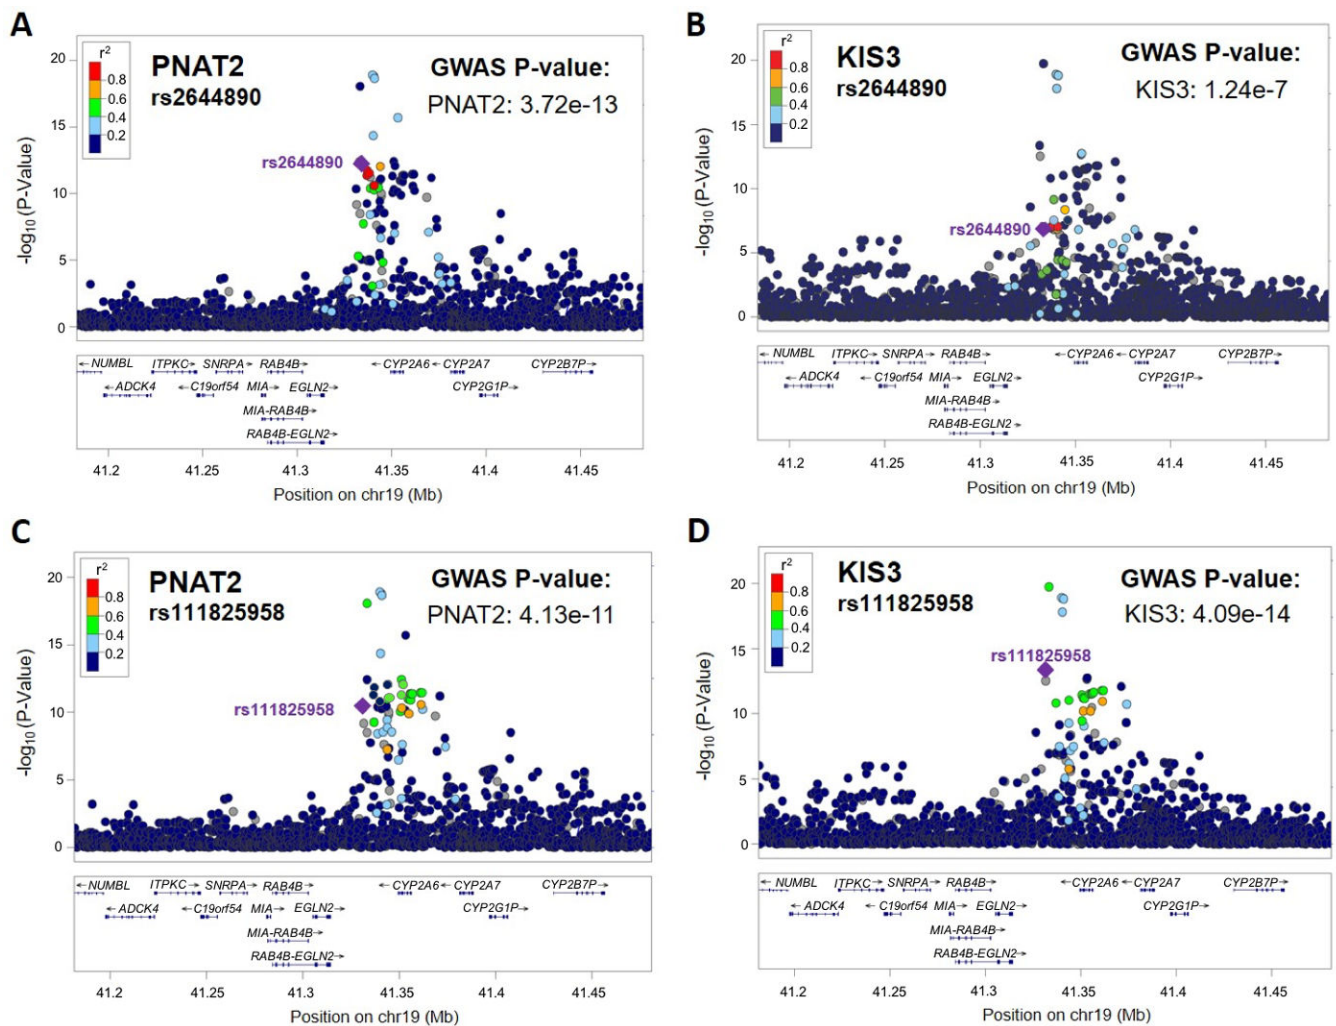 A
PNAT2
rs2644890
GWAS P-value:
PNAT2: 3.72e-13
r2
0.8
0.6
0.4
0.2
rs2644890
20
15
10
5
0
-log10(P-Value)
←NUMBL
ITPKC→
SNRPA→
RAB4B→
←CYP2A6
←CYP2A7
CYP2B7P→
←ADCK4
←C19orf54
MIA→
EGLN2→
CYP2G1P→
MIA-RAB4B→
RAB4B-EGLN2→
41.2
41.25
41.3
41.35
41.4
41.45
Position on chr19 (Mb)
B
KIS3
rs2644890
GWAS P-value:
KIS3: 1.24e-7
r2
0.8
0.6
0.4
0.2
rs2644890
20
15
10
5
0
-log10(P-Value)
←NUMBL
ITPKC→
SNRPA→
RAB4B→
←CYP2A6
←CYP2A7
CYP2B7P→
←ADCK4
←C19orf54
MIA→
EGLN2→
CYP2G1P→
MIA-RAB4B→
RAB4B-EGLN2→
41.2
41.25
41.3
41.35
41.4
41.45
Position on chr19 (Mb)
C
PNAT2
rs111825958
GWAS P-value:
PNAT2: 4.13e-11
r2
0.8
0.6
0.4
0.2
rs111825958
20
15
10
5
0
-log10(P-Value)
←NUMBL
ITPKC→
SNRPA→
RAB4B→
←CYP2A6
←CYP2A7
CYP2B7P→
←ADCK4
←C19orf54
MIA→
EGLN2→
CYP2G1P→
MIA-RAB4B→
RAB4B-EGLN2→
41.2
41.25
41.3
41.35
41.4
41.45
Position on chr19 (Mb)
D
KIS3
rs111825958
GWAS P-value:
KIS3: 4.09e-14
r2
0.8
0.6
0.4
0.2
rs111825958
20
15
10
5
0
-log10(P-Value)
←NUMBL
ITPKC→
SNRPA→
RAB4B→
←CYP2A6
←CYP2A7
CYP2B7P→
←ADCK4
←C19orf54
MIA→
EGLN2→
CYP2G1P→
MIA-RAB4B→
RAB4B-EGLN2→
41.2
41.25
41.3
41.35
41.4
41.45
Position on chr19 (Mb)